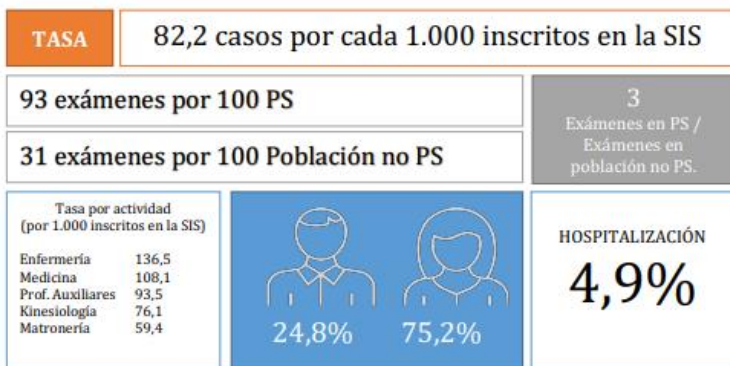 TASA
82,2 casos por cada 1.000 inscritos en la SIS
93 exámenes por 100 PS
31 exámenes por 100 Población no PS
3
Exámenes en PS /
Exámenes en
población no PS.
Tasa por actividad
(por 1.000 inscritos en la SIS)
Enfermería 136,5
Medicina 108,1
Prof. Auxiliares 93,5
Kinesiología 76,1
Matronería 59,4
24,8% 75,2%
HOSPITALIZACIÓN
4,9%